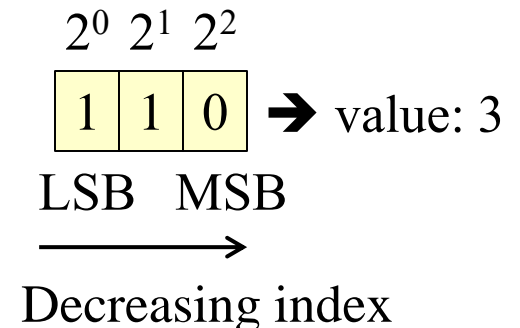 2⁰ 2¹ 2²
1 1 0 ➔ value: 3
LSB MSB
Decreasing index